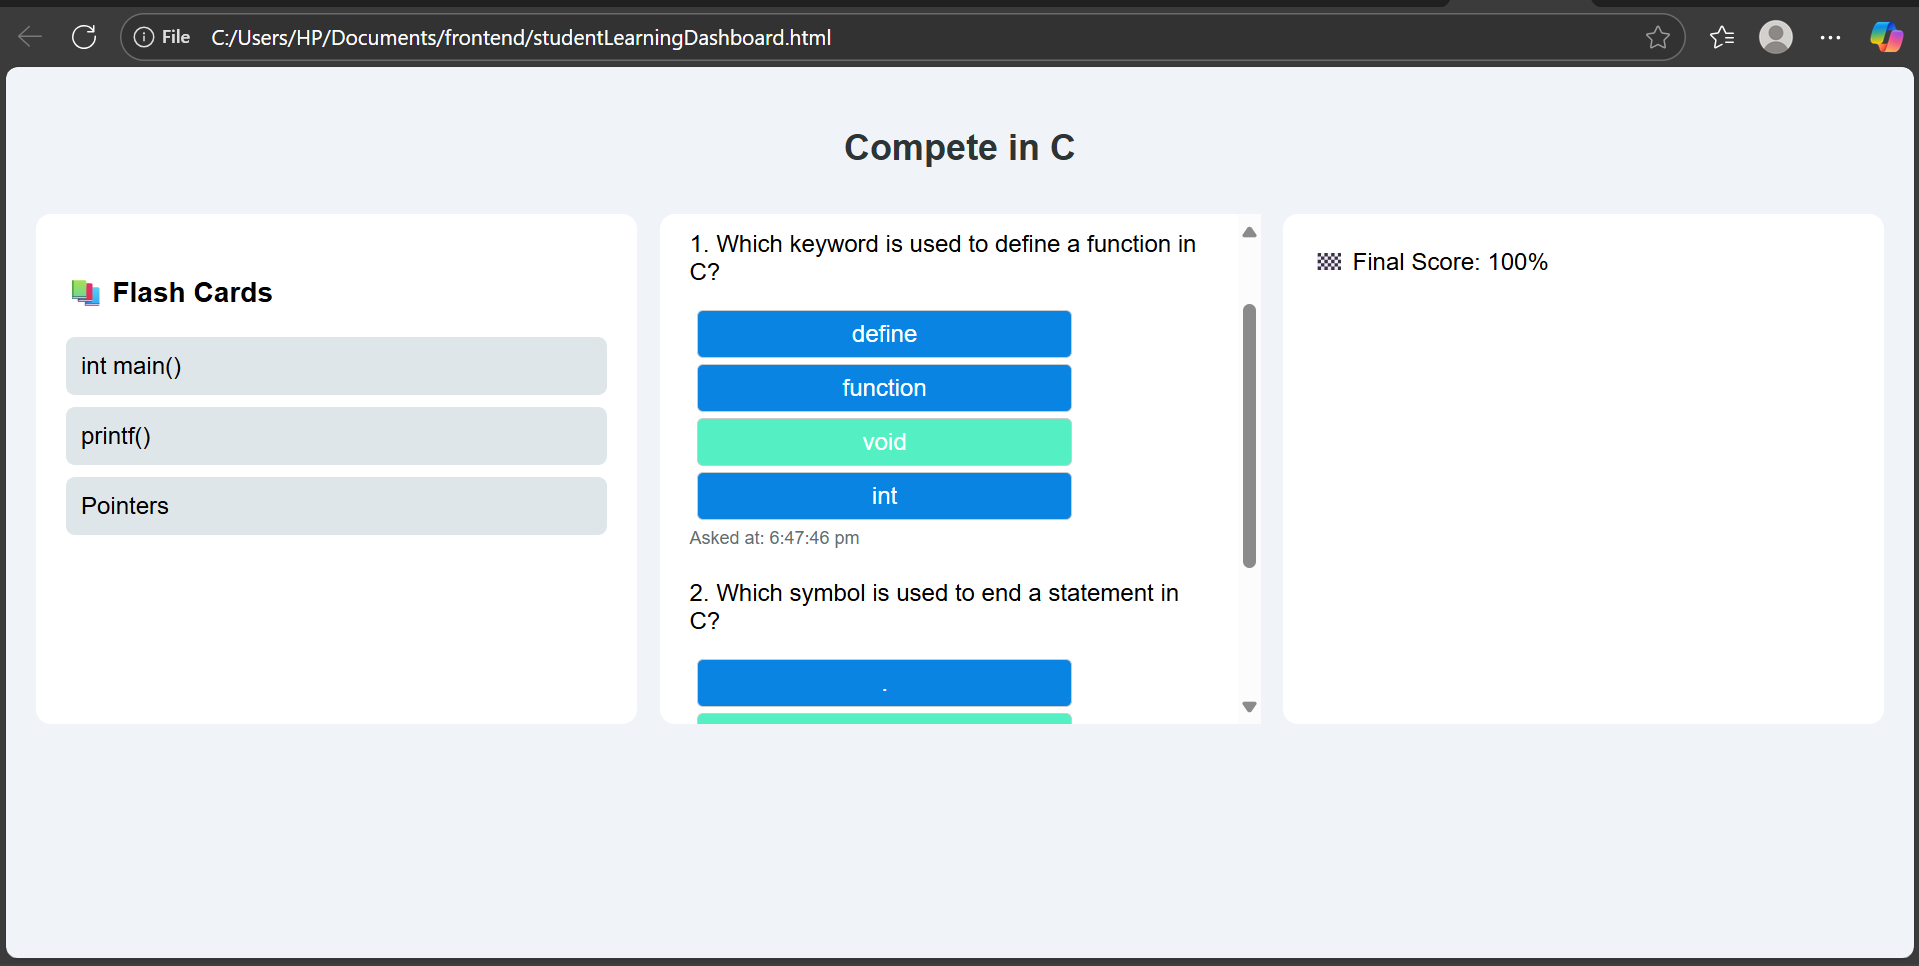 File C:/Users/HP/Documents/frontend/studentLearningDashboard.html
Compete in C
📚 Flash Cards
int main()
printf()
Pointers
1. Which keyword is used to define a function in
C?
define
function
void
int
Asked at: 6:47:46 pm
2. Which symbol is used to end a statement in
C?
.
🏁 Final Score: 100%